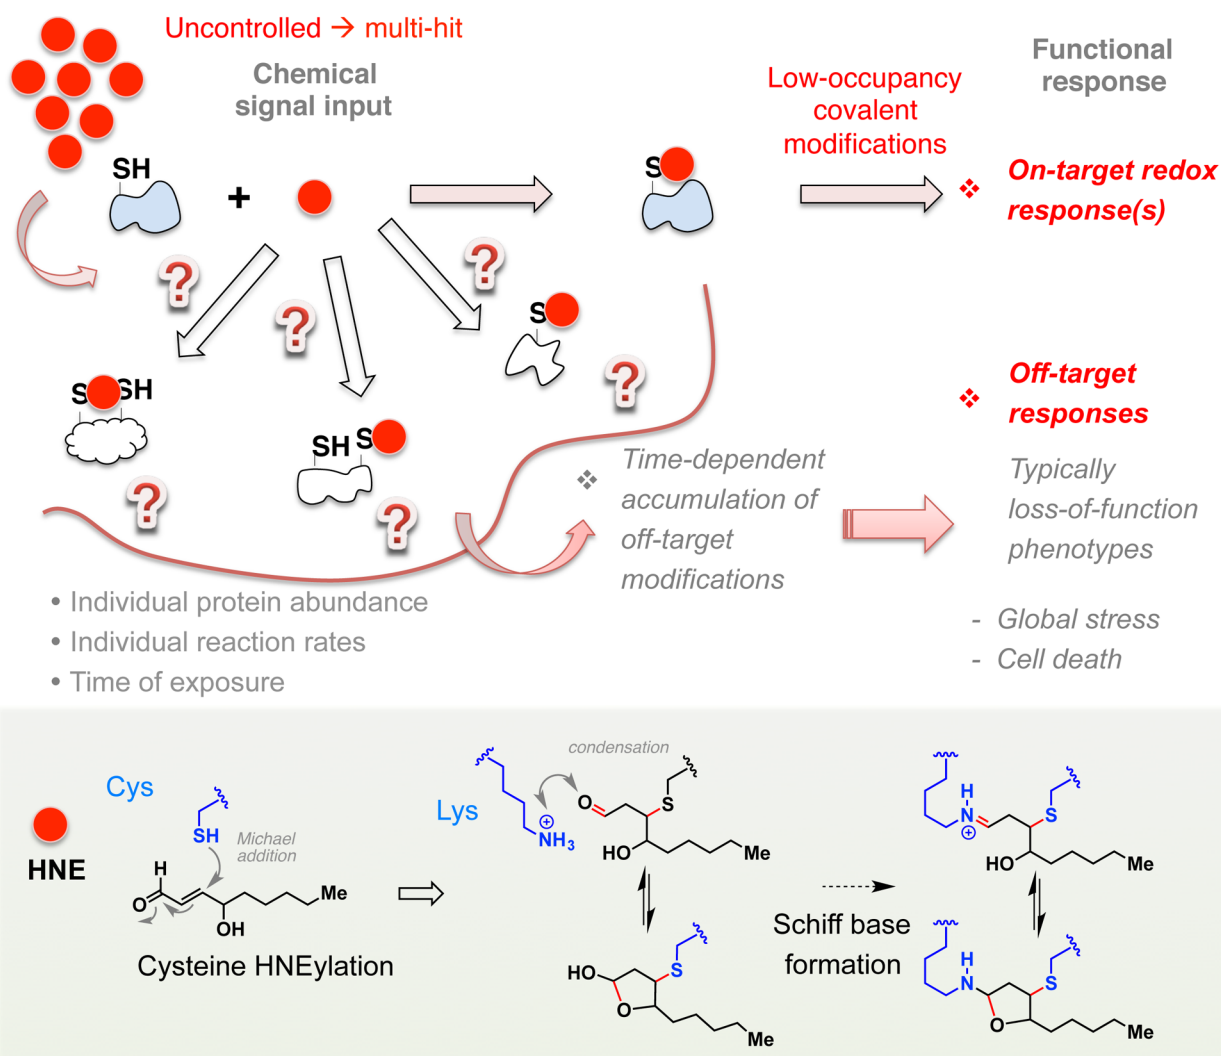 Uncontrolled → multi-hit
Chemical
signal input
Low-occupancy
covalent
modifications
Functional
response
SH
+
S
❖ On-target redox
response(s)
?
?
?
S
?
S SH
SH S
?
?
❖ Off-target
responses
❖ Time-dependent
accumulation of
off-target
modifications
Typically
loss-of-function
phenotypes
- Global stress
- Cell death
• Individual protein abundance
• Individual reaction rates
• Time of exposure
HNE
Cys
SH
Michael
addition
H
O
OH
Me
Cysteine HNEylation
Lys
condensation
⊕
NH3
O
S
HO
Me
HO
S
O
Me
Schiff base
formation
H
N
⊕
S
HO
Me
H
N
S
O
Me